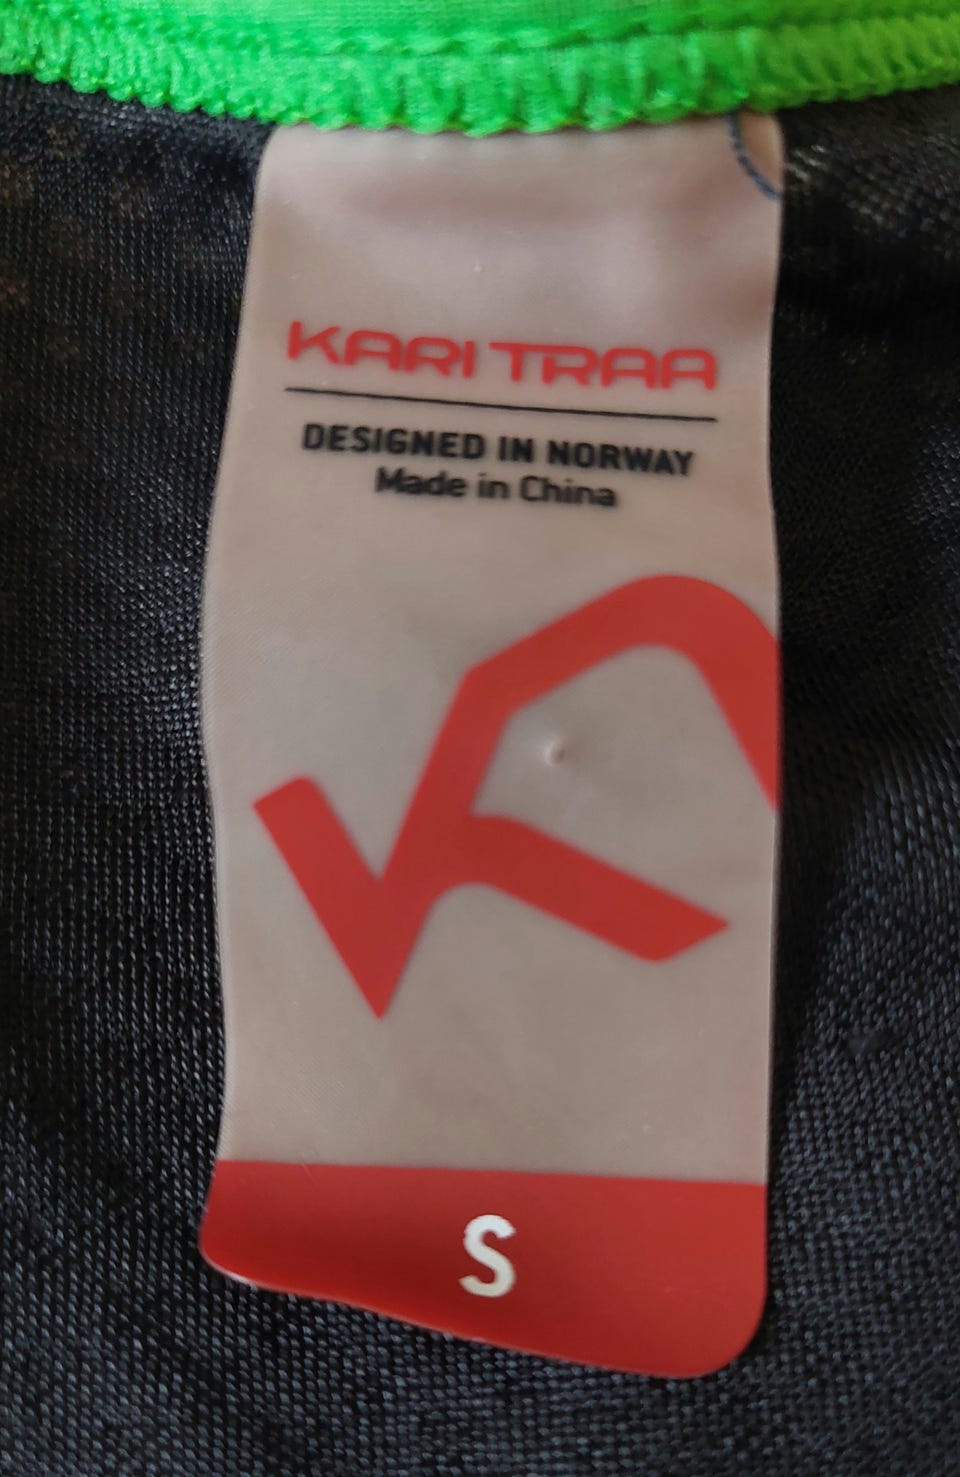 KARI TRAA
DESIGNED IN NORWAY
Made in China
S